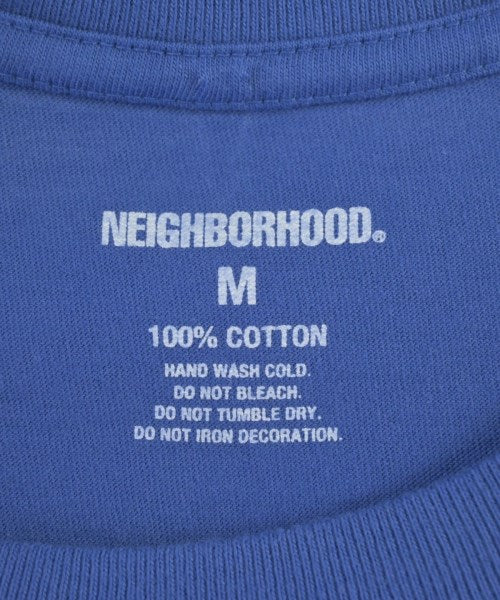 NEIGHBORHOOD®
M
100% COTTON
HAND WASH COLD.
DO NOT BLEACH.
DO NOT TUMBLE DRY.
DO NOT IRON DECORATION.